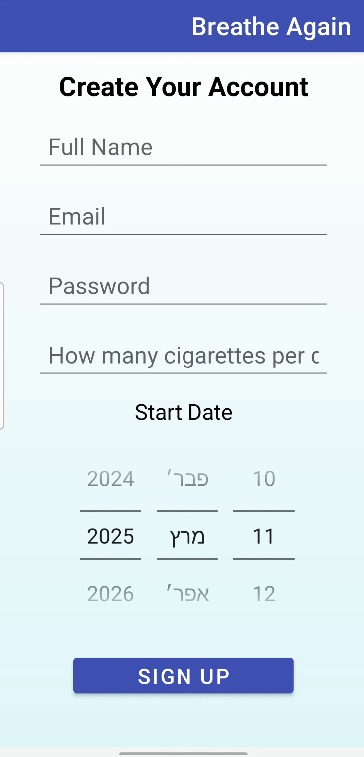 Breathe Again
Create Your Account
Full Name
Email
Password
How many cigarettes per c
Start Date
2024 פבר׳ 10
2025 מרץ 11
2026 אפר׳ 12
SIGN UP